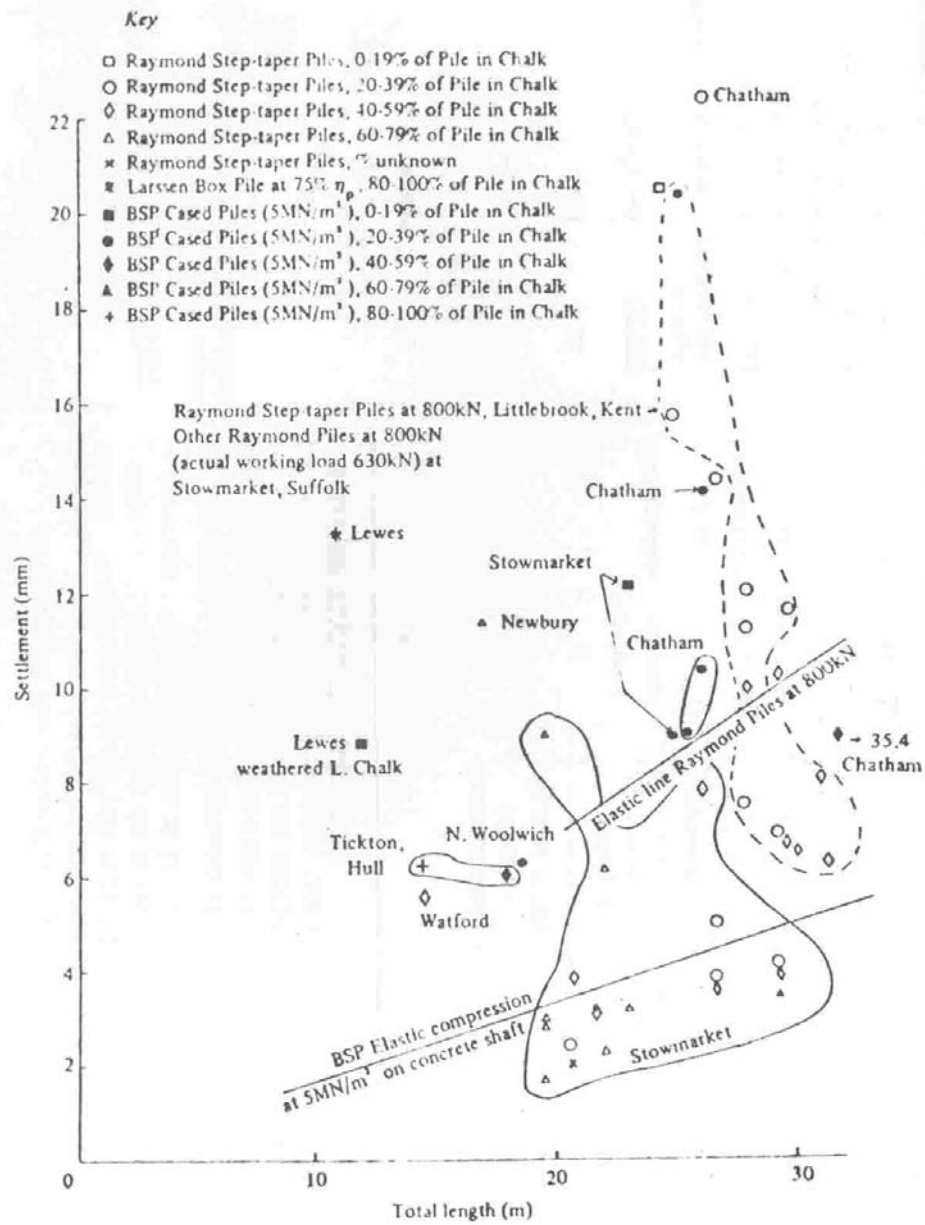 Key
□ Raymond Step-taper Piles, 0-19% of Pile in Chalk
○ Raymond Step-taper Piles, 20-39% of Pile in Chalk
◊ Raymond Step-taper Piles, 40-59% of Pile in Chalk
△ Raymond Step-taper Piles, 60-79% of Pile in Chalk
× Raymond Step-taper Piles, % unknown
* Larssen Box Pile at 75% ηp, 80-100% of Pile in Chalk
■ BSP Cased Piles (5MN/m²), 0-19% of Pile in Chalk
● BSP Cased Piles (5MN/m²), 20-39% of Pile in Chalk
♦ BSP Cased Piles (5MN/m²), 40-59% of Pile in Chalk
▲ BSP Cased Piles (5MN/m²), 60-79% of Pile in Chalk
+ BSP Cased Piles (5MN/m²), 80-100% of Pile in Chalk
Chatham
22
20
18
16
14
12
10
8
6
4
2
0
Settlement (mm)
Raymond Step-taper Piles at 800kN, Littlebrook, Kent
Other Raymond Piles at 800kN
(actual working load 630kN) at
Stowmarket, Suffolk
Chatham
Lewes
Stowmarket
Newbury
Chatham
Elastic line Raymond Piles at 800kN
Lewes
weathered L. Chalk
35.4
Chatham
Tickton,
Hull
N. Woolwich
Watford
BSP Elastic compression
at 5MN/m² on concrete shaft
Stowmarket
0
10
20
30
Total length (m)